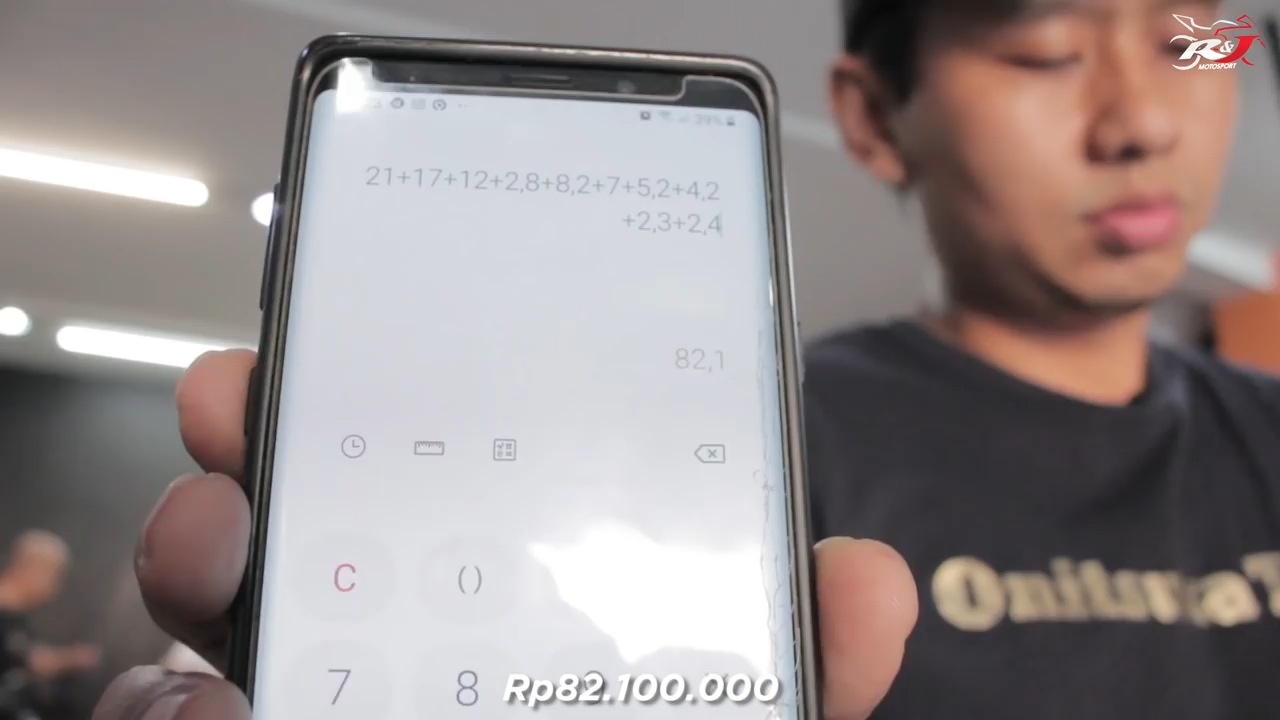 R&J
MOTOSPORT
39%
21+17+12+2,8+8,2+7+5,2+4,2
+2,3+2,4
82,1
C
()
7
8
Rp82.100.000